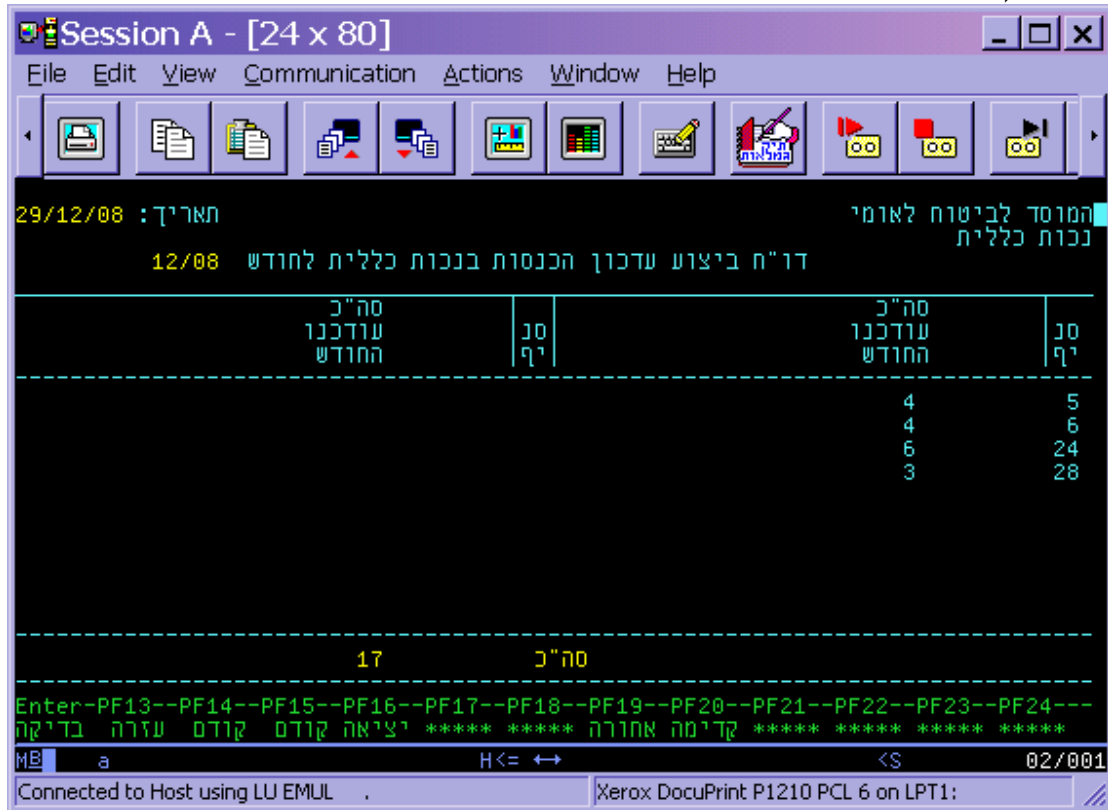 Session A - [24 x 80]
File Edit View Communication Actions Window Help
תיק גמלאות
המוסד לביטוח לאומי תאריך: 29/12/08
נכות כללית
דו"ח ביצוע עדכון הכנסות בנכות כללית לחודש 12/08
סה"כ סה"כ
סנ עודכנו סנ עודכנו
יף החודש יף החודש
5 4
6 4
24 6
28 3
סה"כ 17
Enter-PF13--PF14--PF15--PF16--PF17--PF18--PF19--PF20--PF21--PF22--PF23--PF24---
בדיקה עזרה קודם קודם יציאה ***** ***** אחורה קדימה ***** ***** ***** *****
MB a H<= ↔ <S 02/001
Connected to Host using LU EMUL . Xerox DocuPrint P1210 PCL 6 on LPT1: